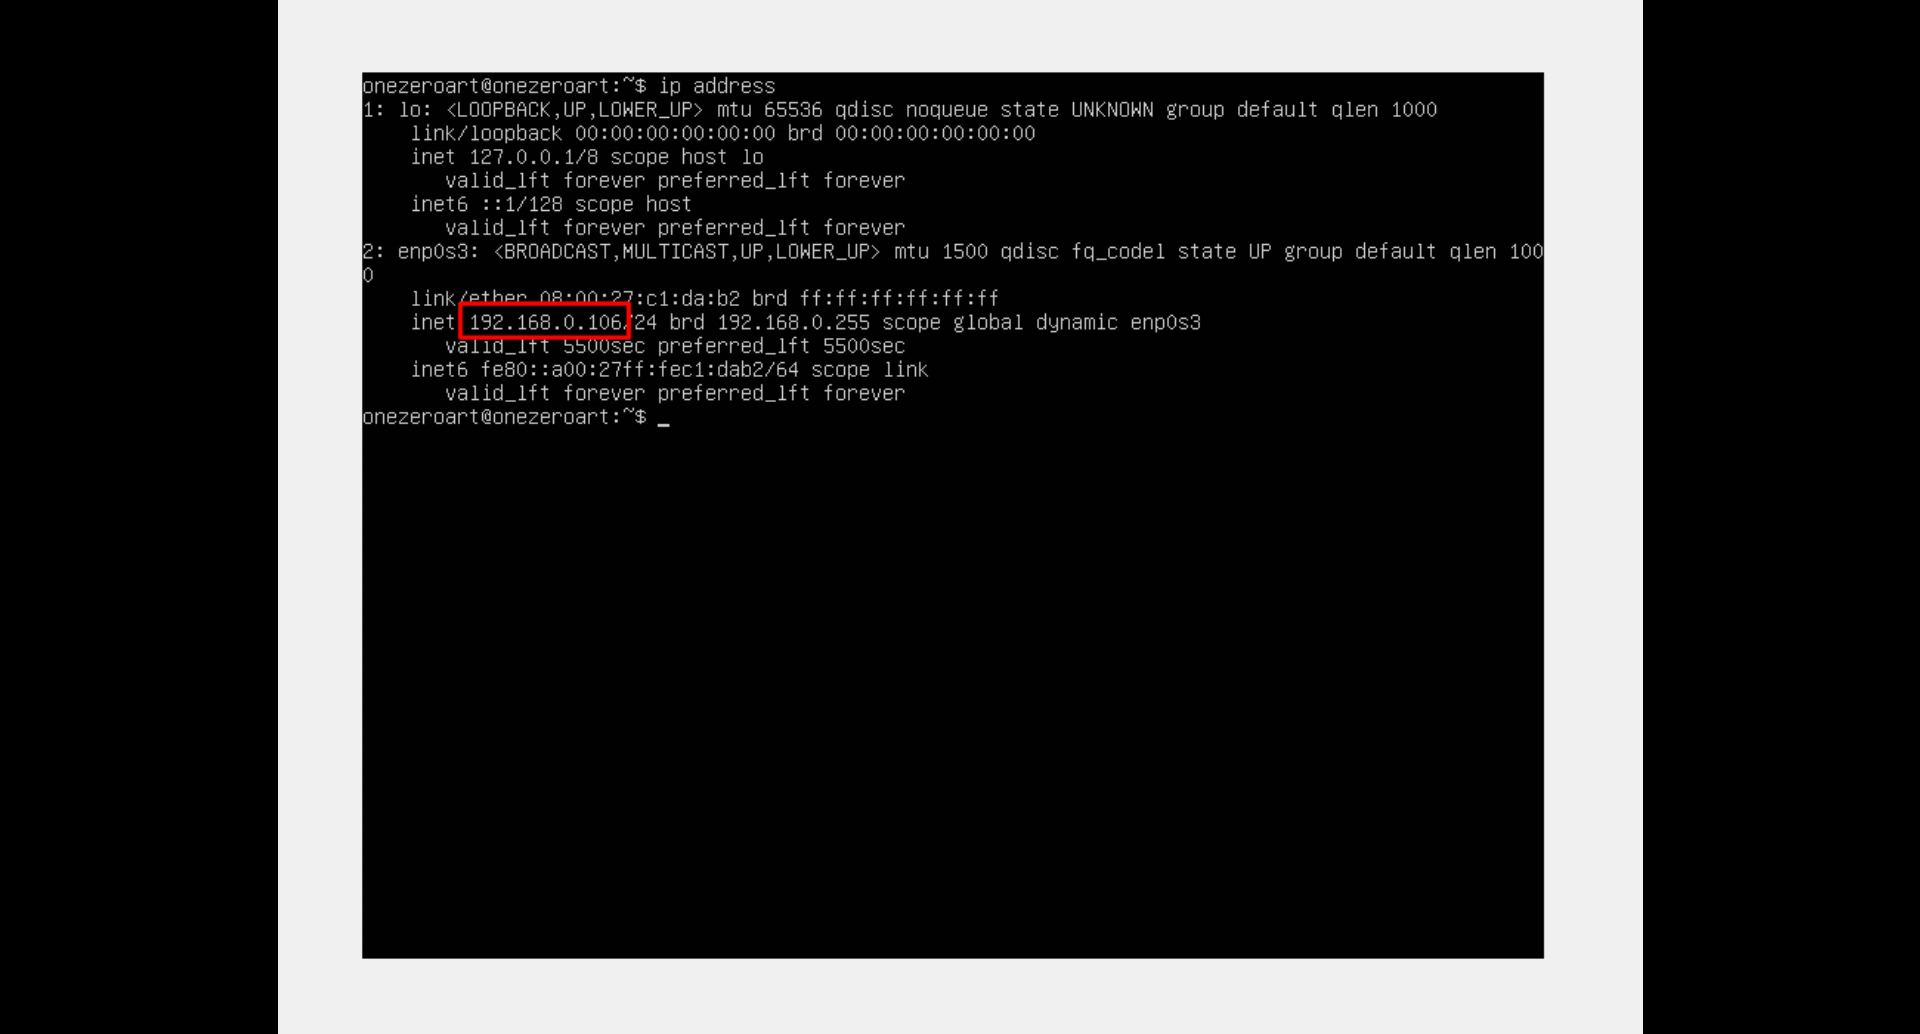 onezeroart@onezeroart:~$ ip address
1: lo: <LOOPBACK,UP,LOWER_UP> mtu 65536 qdisc noqueue state UNKNOWN group default qlen 1000
link/loopback 00:00:00:00:00:00 brd 00:00:00:00:00:00
inet 127.0.0.1/8 scope host lo
valid_lft forever preferred_lft forever
inet6 ::1/128 scope host
valid_lft forever preferred_lft forever
2: enp0s3: <BROADCAST,MULTICAST,UP,LOWER_UP> mtu 1500 qdisc fq_codel state UP group default qlen 100
0
link/ether 08:00:27:c1:da:b2 brd ff:ff:ff:ff:ff:ff
inet 192.168.0.106/24 brd 192.168.0.255 scope global dynamic enp0s3
valid_lft 5500sec preferred_lft 5500sec
inet6 fe80::a00:27ff:fec1:dab2/64 scope link
valid_lft forever preferred_lft forever
onezeroart@onezeroart:~$ _